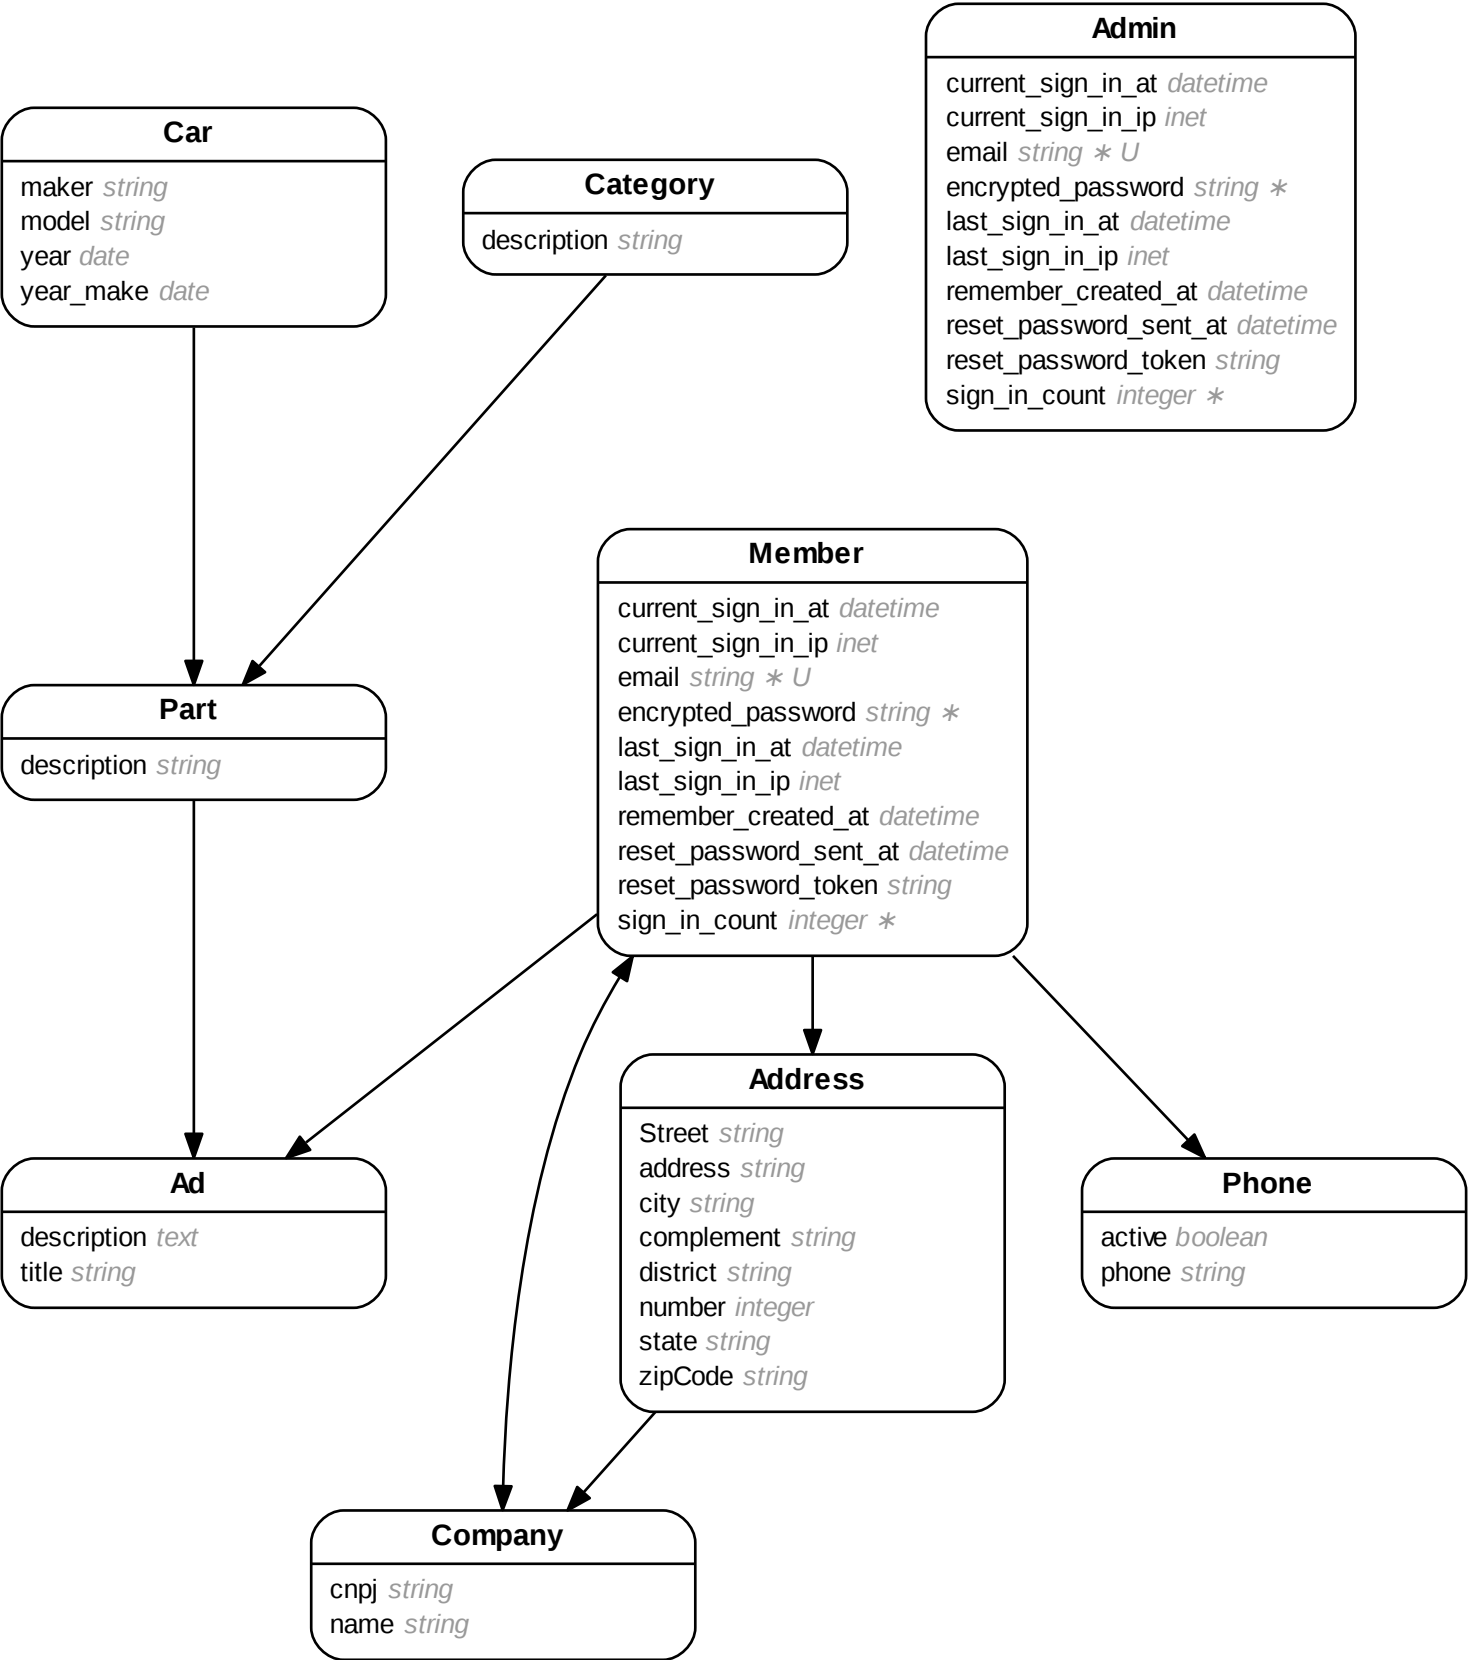 Admin
current_sign_in_at datetime
current_sign_in_ip inet
email string ∗ U
encrypted_password string ∗
last_sign_in_at datetime
last_sign_in_ip inet
remember_created_at datetime
reset_password_sent_at datetime
reset_password_token string
sign_in_count integer ∗
Car
maker string
model string
year date
year_make date
Category
description string
Member
current_sign_in_at datetime
current_sign_in_ip inet
email string ∗ U
encrypted_password string ∗
last_sign_in_at datetime
last_sign_in_ip inet
remember_created_at datetime
reset_password_sent_at datetime
reset_password_token string
sign_in_count integer ∗
Part
description string
Address
Street string
address string
city string
complement string
district string
number integer
state string
zipCode string
Ad
description text
title string
Phone
active boolean
phone string
Company
cnpj string
name string